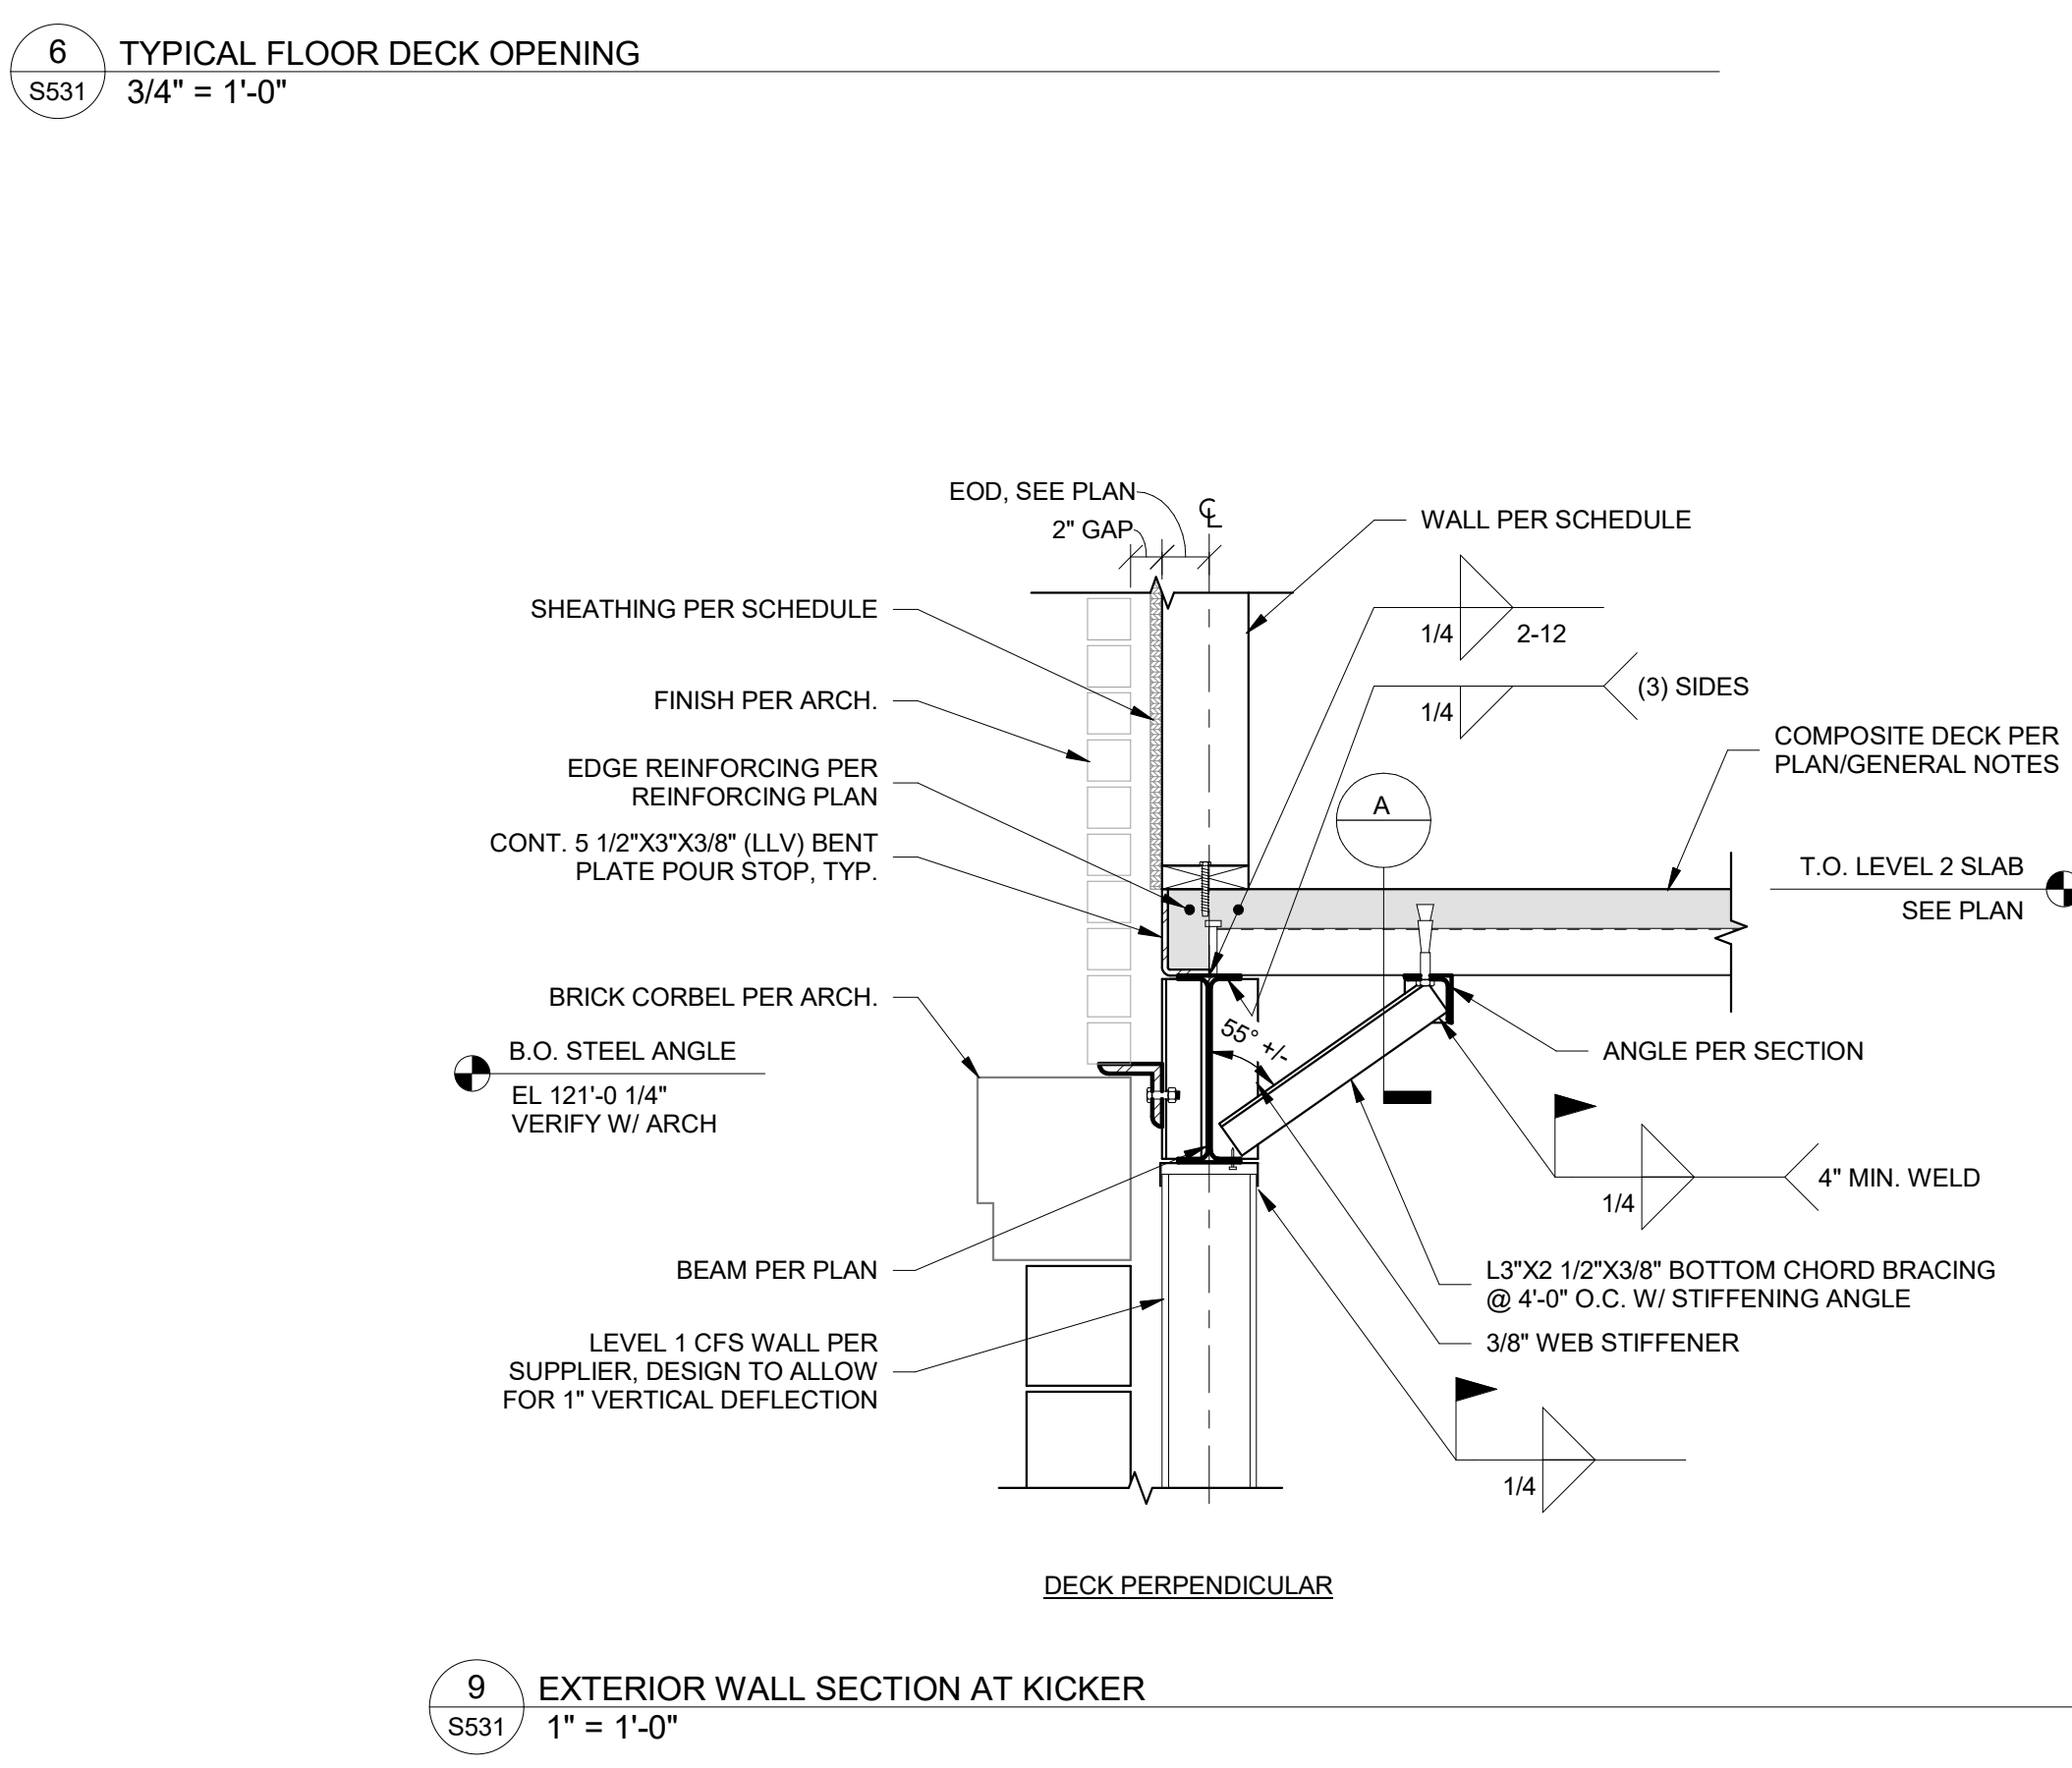 6
S531
TYPICAL FLOOR DECK OPENING
3/4" = 1'-0"
EOD, SEE PLAN
2" GAP
℄
WALL PER SCHEDULE
SHEATHING PER SCHEDULE
1/4
2-12
FINISH PER ARCH.
1/4
(3) SIDES
EDGE REINFORCING PER
REINFORCING PLAN
COMPOSITE DECK PER
PLAN/GENERAL NOTES
CONT. 5 1/2"X3"X3/8" (LLV) BENT
PLATE POUR STOP, TYP.
A
T.O. LEVEL 2 SLAB
SEE PLAN
BRICK CORBEL PER ARCH.
55° +/-
B.O. STEEL ANGLE
EL 121'-0 1/4"
VERIFY W/ ARCH
ANGLE PER SECTION
1/4
4" MIN. WELD
BEAM PER PLAN
L3"X2 1/2"X3/8" BOTTOM CHORD BRACING
@ 4'-0" O.C. W/ STIFFENING ANGLE
3/8" WEB STIFFENER
LEVEL 1 CFS WALL PER
SUPPLIER, DESIGN TO ALLOW
FOR 1" VERTICAL DEFLECTION
1/4
DECK PERPENDICULAR
9
S531
EXTERIOR WALL SECTION AT KICKER
1" = 1'-0"